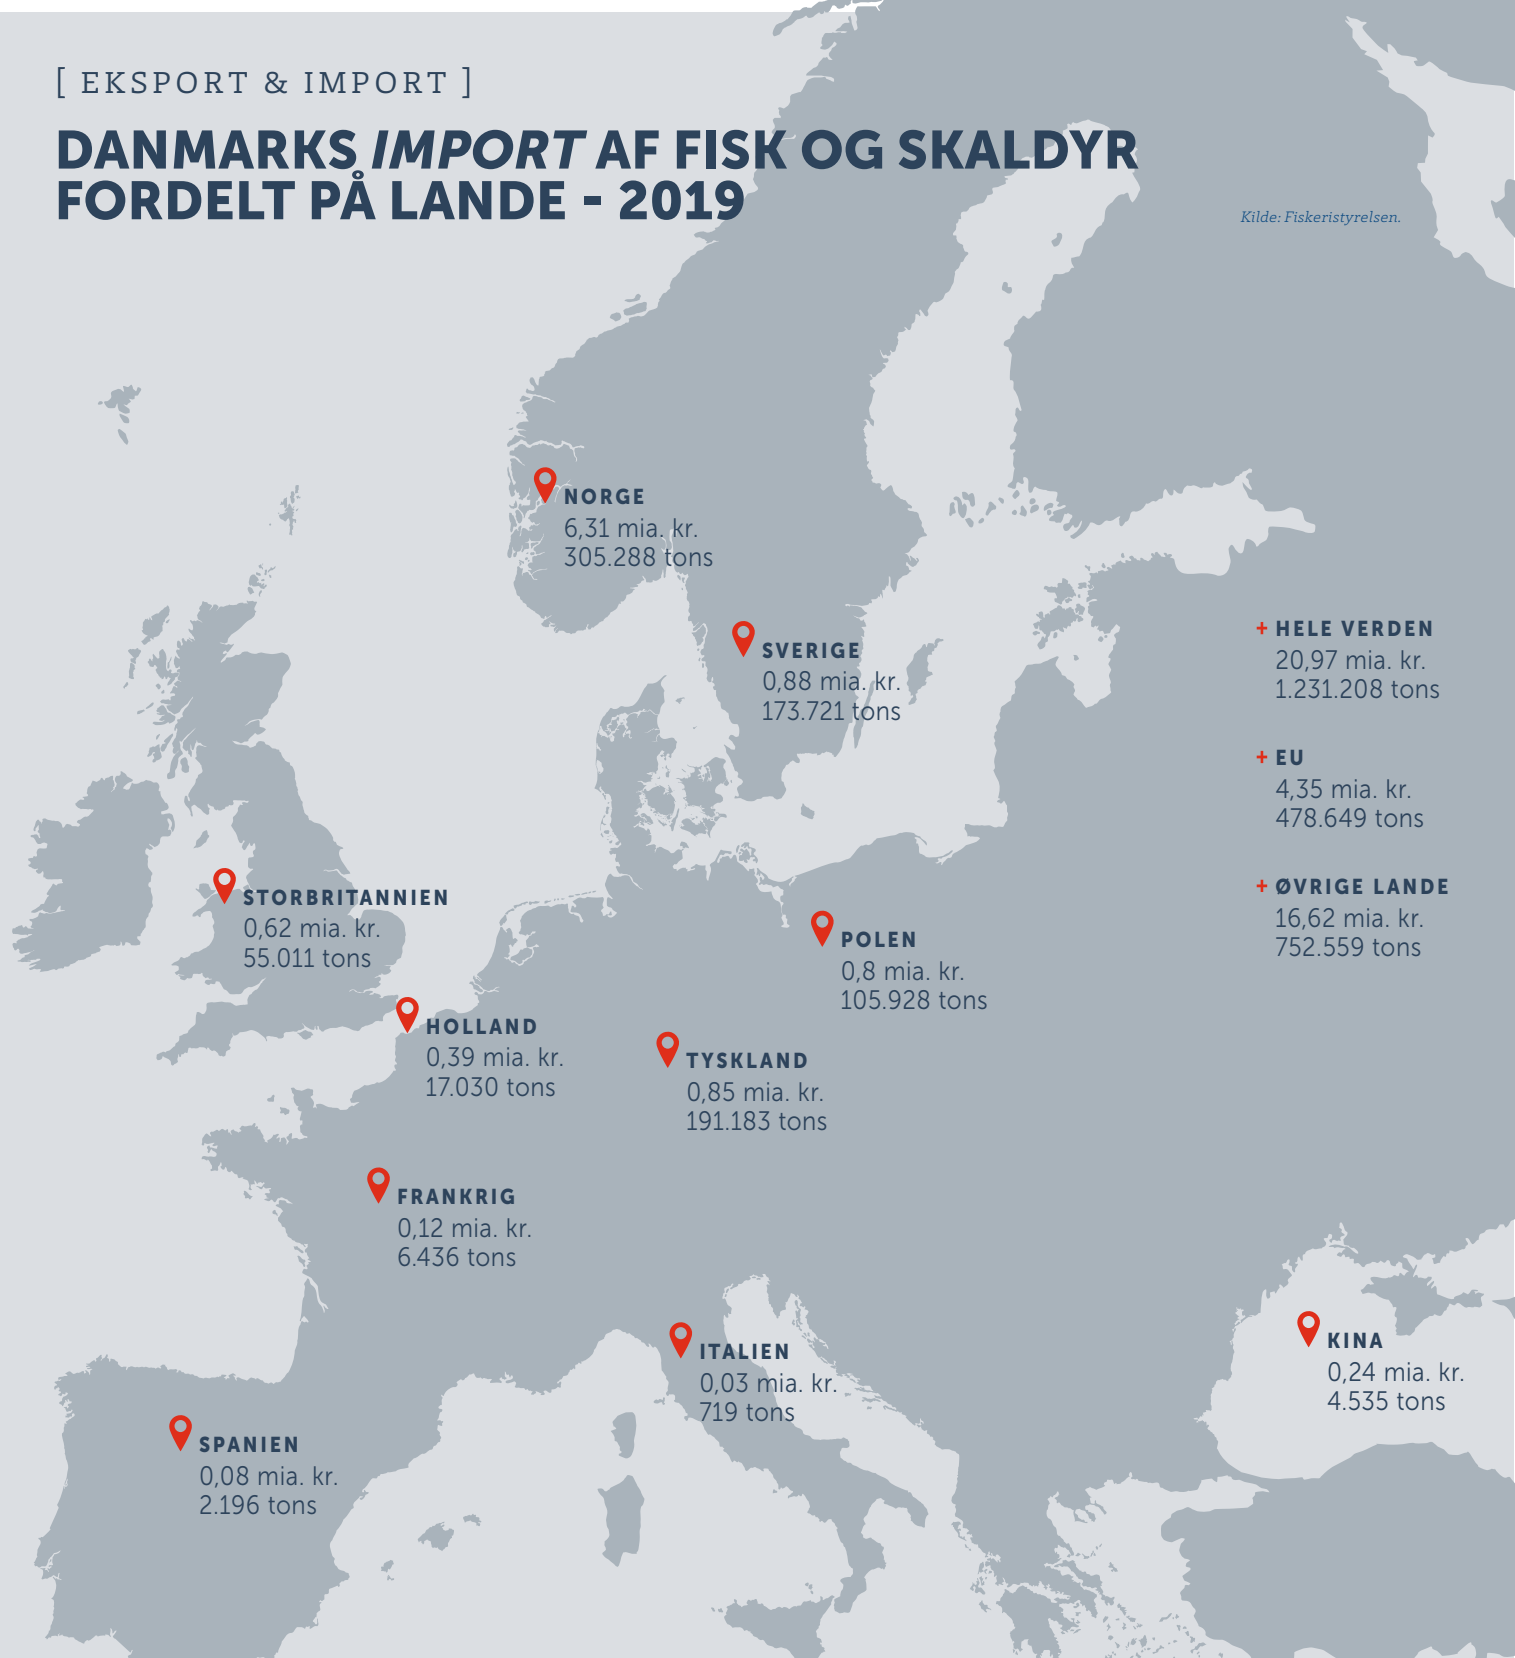 [ EKSPORT & IMPORT ]
DANMARKS IMPORT AF FISK OG SKALDYR
FORDELT PÅ LANDE - 2019
Kilde: Fiskeristyrelsen.
NORGE
6,31 mia. kr.
305.288 tons
SVERIGE
0,88 mia. kr.
173.721 tons
+ HELE VERDEN
20,97 mia. kr.
1.231.208 tons
+ EU
4,35 mia. kr.
478.649 tons
+ ØVRIGE LANDE
16,62 mia. kr.
752.559 tons
STORBRITANNIEN
0,62 mia. kr.
55.011 tons
POLEN
0,8 mia. kr.
105.928 tons
HOLLAND
0,39 mia. kr.
17.030 tons
TYSKLAND
0,85 mia. kr.
191.183 tons
FRANKRIG
0,12 mia. kr.
6.436 tons
ITALIEN
0,03 mia. kr.
719 tons
KINA
0,24 mia. kr.
4.535 tons
SPANIEN
0,08 mia. kr.
2.196 tons